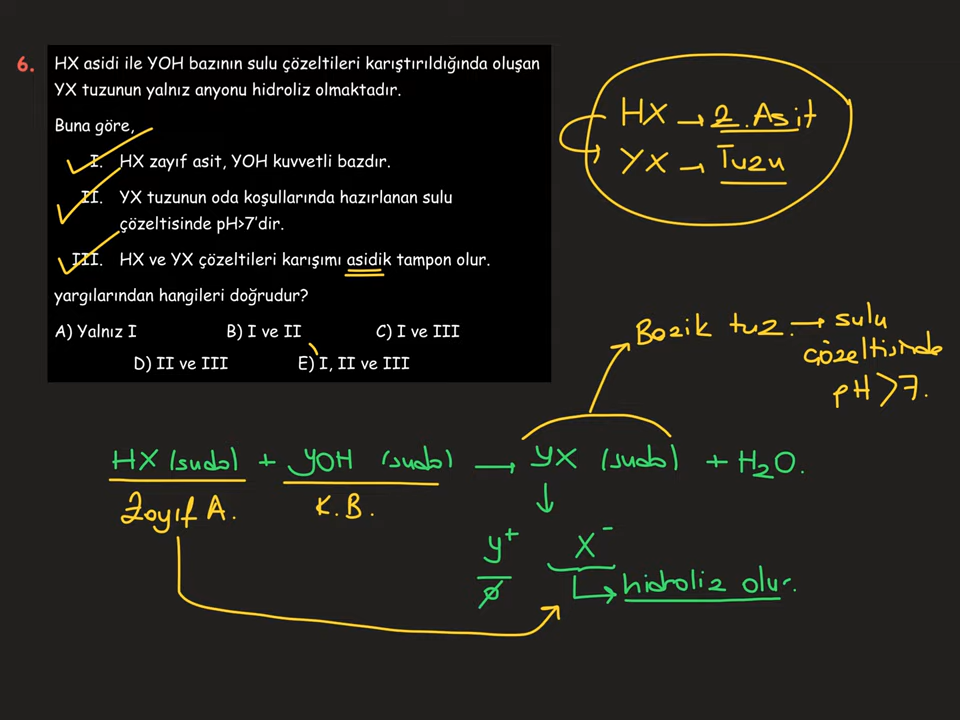 6. HX asidi ile YOH bazının sulu çözeltileri karıştırıldığında oluşan
YX tuzunun yalnız anyonu hidroliz olmaktadır.
Buna göre,
I. HX zayıf asit, YOH kuvvetli bazdır.
II. YX tuzunun oda koşullarında hazırlanan sulu
çözeltisinde pH>7'dir.
III. HX ve YX çözeltileri karışımı asidik tampon olur.
yargılarından hangileri doğrudur?
A) Yalnız I B) I ve II C) I ve III
D) II ve III E) I, II ve III
HX → Z. Asit
YX → Tuzu
Bazik tuz → sulu
çözeltisinde
pH > 7.
HX (suda) + YOH (suda) → YX (suda) + H2O.
Zayıf A. K.B.
Y+ X-
Ø hidroliz olur.